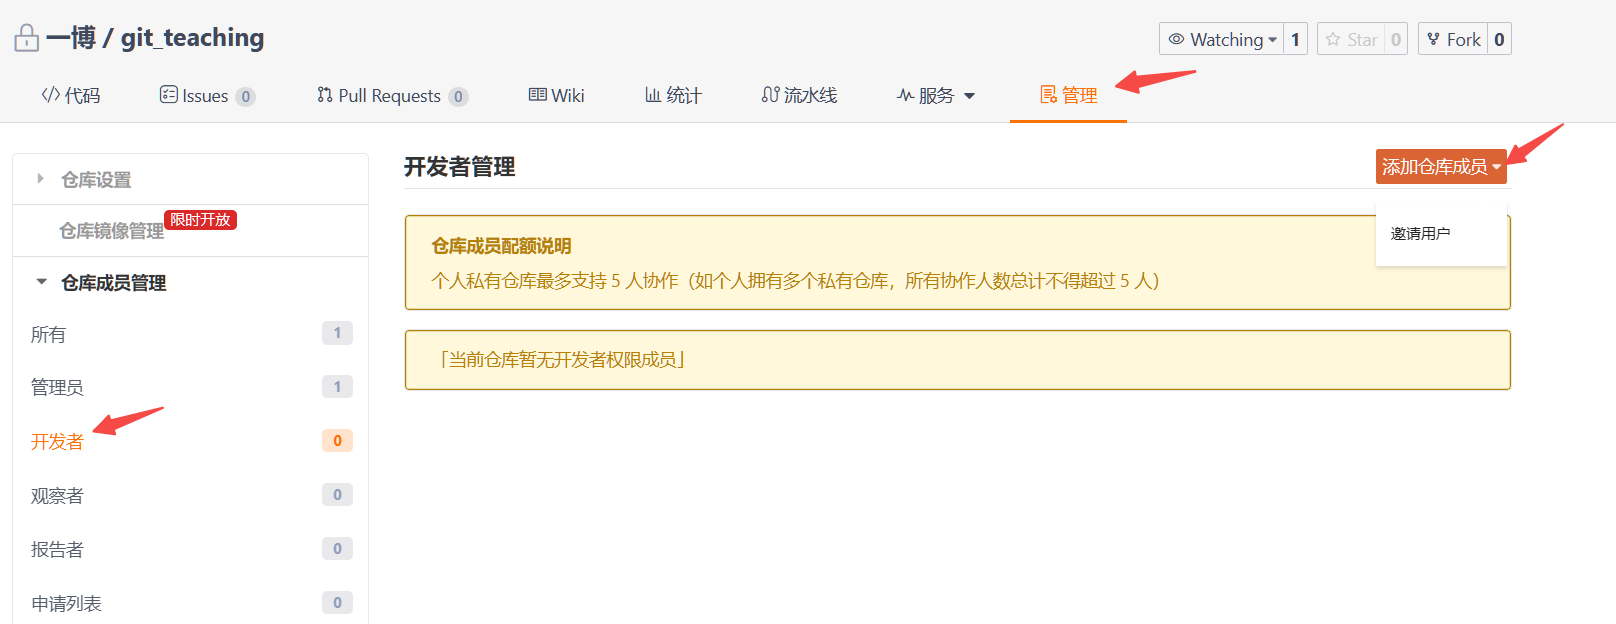 一博 / git_teaching
Watching 1 Star 0 Fork 0
代码 Issues 0 Pull Requests 0 Wiki 统计 流水线 服务 管理
仓库设置
仓库镜像管理 限时开放
仓库成员管理
所有 1
管理员 1
开发者 0
观察者 0
报告者 0
申请列表 0
开发者管理
添加仓库成员
邀请用户
仓库成员配额说明
个人私有仓库最多支持 5 人协作（如个人拥有多个私有仓库，所有协作人数总计不得超过 5 人）
「当前仓库暂无开发者权限成员」